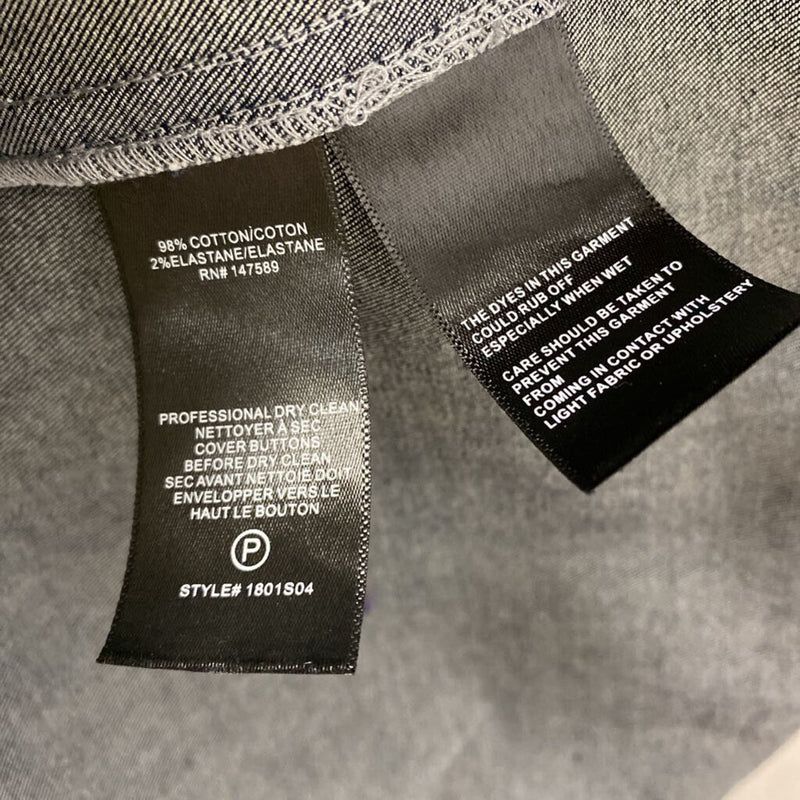 98% COTTON/COTON
2%ELASTANE/ELASTANE
RN# 147589
PROFESSIONAL DRY CLEAN
NETTOYER À SEC
COVER BUTTONS
BEFORE DRY CLEAN
SEC AVANT NETTOIE DOIT
ENVELOPPER VERS LE
HAUT LE BOUTON
P
STYLE# 1801S04
THE DYES IN THIS GARMENT
COULD RUB OFF
ESPECIALLY WHEN WET
CARE SHOULD BE TAKEN TO
PREVENT THIS GARMENT
FROM
COMING IN CONTACT WITH
LIGHT FABRIC OR UPHOLSTERY